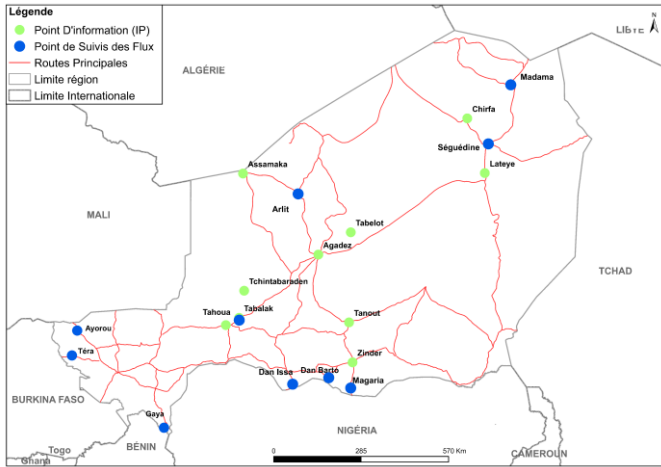 Légende
Point D'information (IP)
Point de Suivis des Flux
Routes Principales
Limite région
Limite Internationale
N
ALGÉRIE
Madama
Chirfa
Séguédine
Lateye
Assamaka
Arlit
Tabelot
Agadez
MALI
TCHAD
Tchintabaraden
Tabalak
Tahoua
Tanout
Ayorou
Téra
Zinder
Dan Issa
Dan Barto
Magaria
BURKINA FASO
Gaya
NIGÉRIA
Togo
BÉNIN
Ghana
CAMEROUN
0 285 570 Km